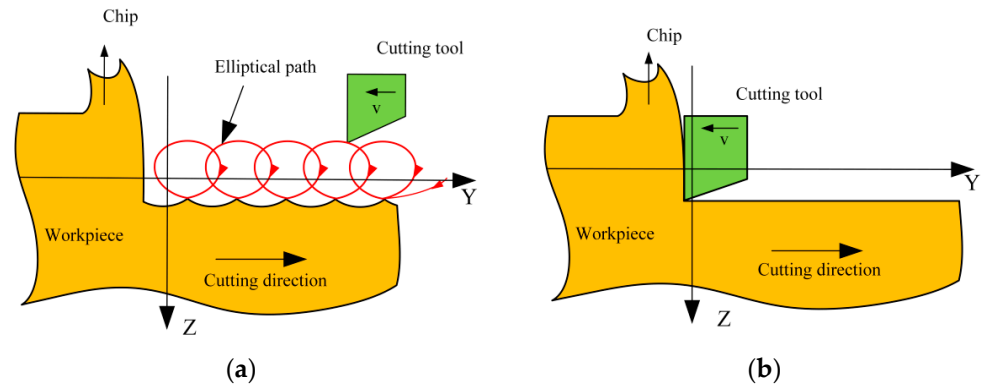 Chip
Cutting tool
Elliptical path
v
Y
Workpiece
Cutting direction
Z
(a)
Chip
Cutting tool
v
Y
Workpiece
Cutting direction
Z
(b)